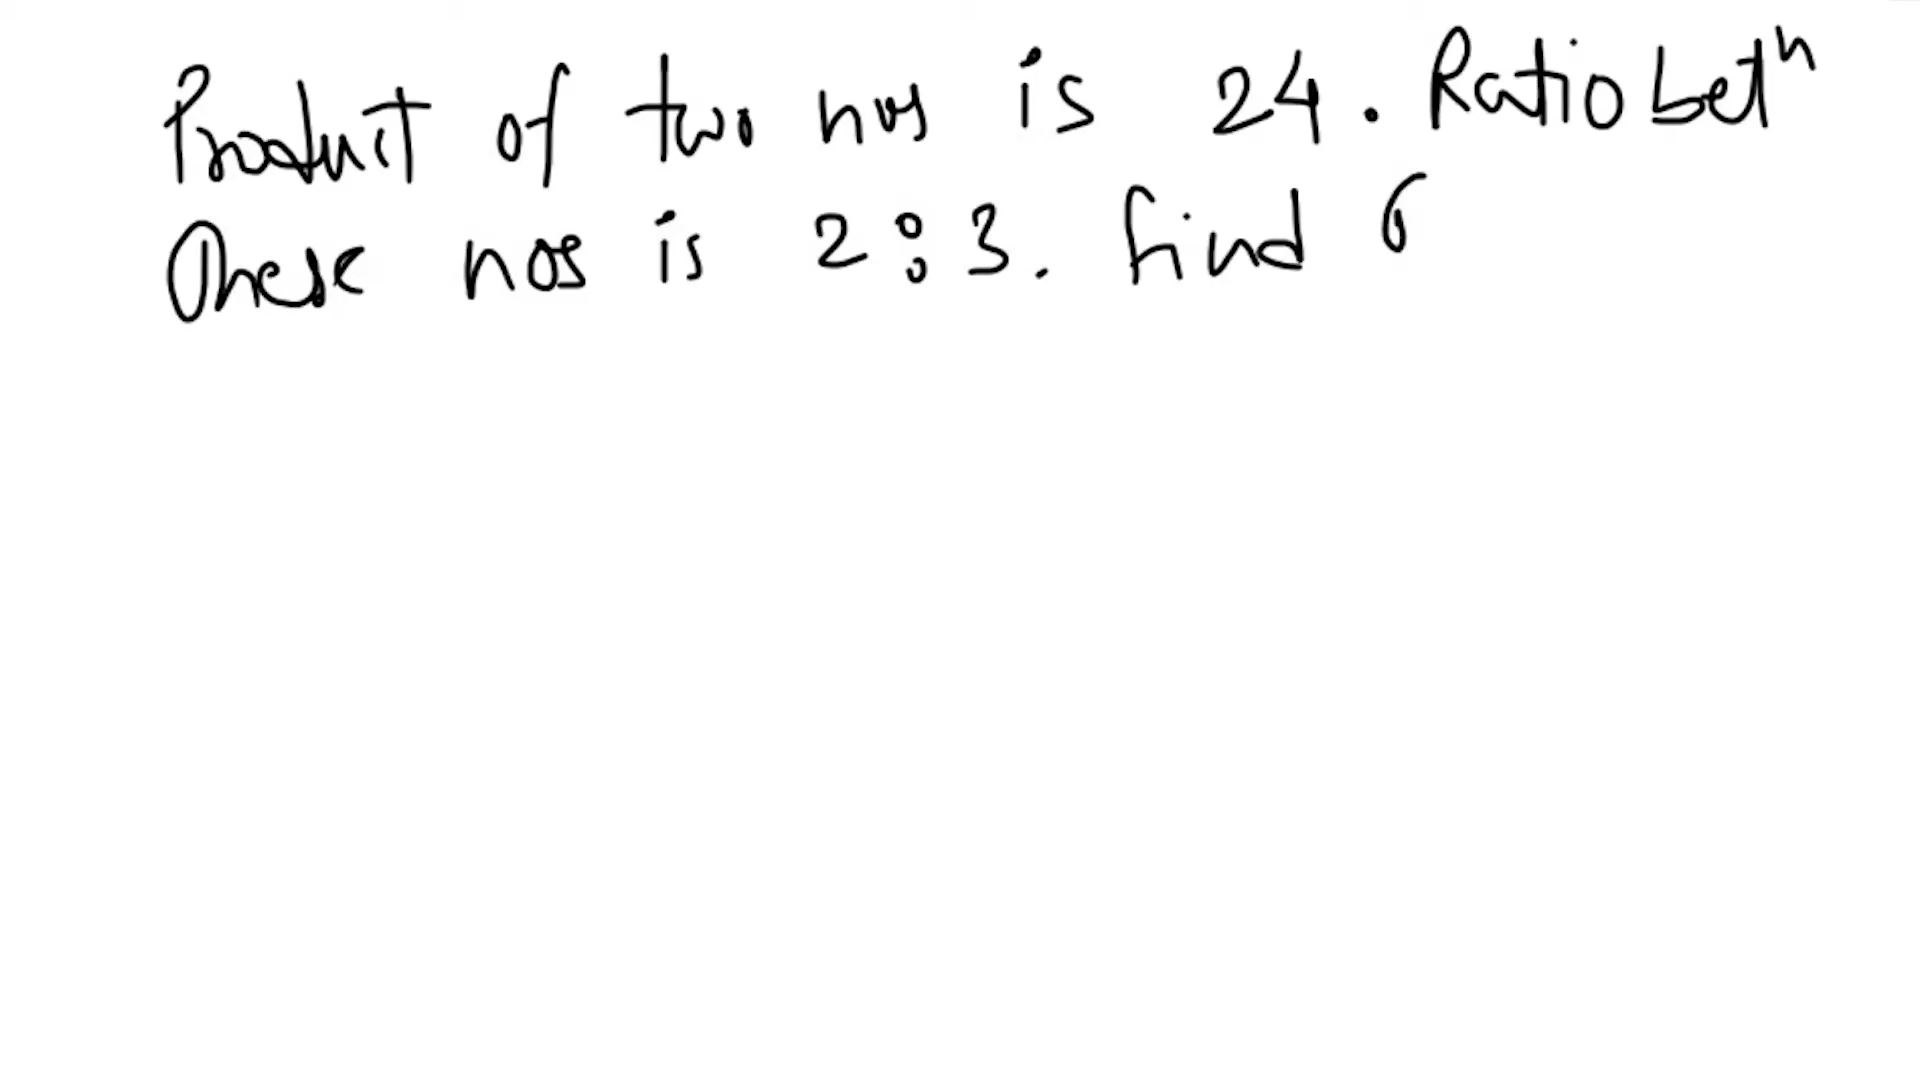 Product of two nos is 24. Ratio betⁿ
These nos is 2:3. find